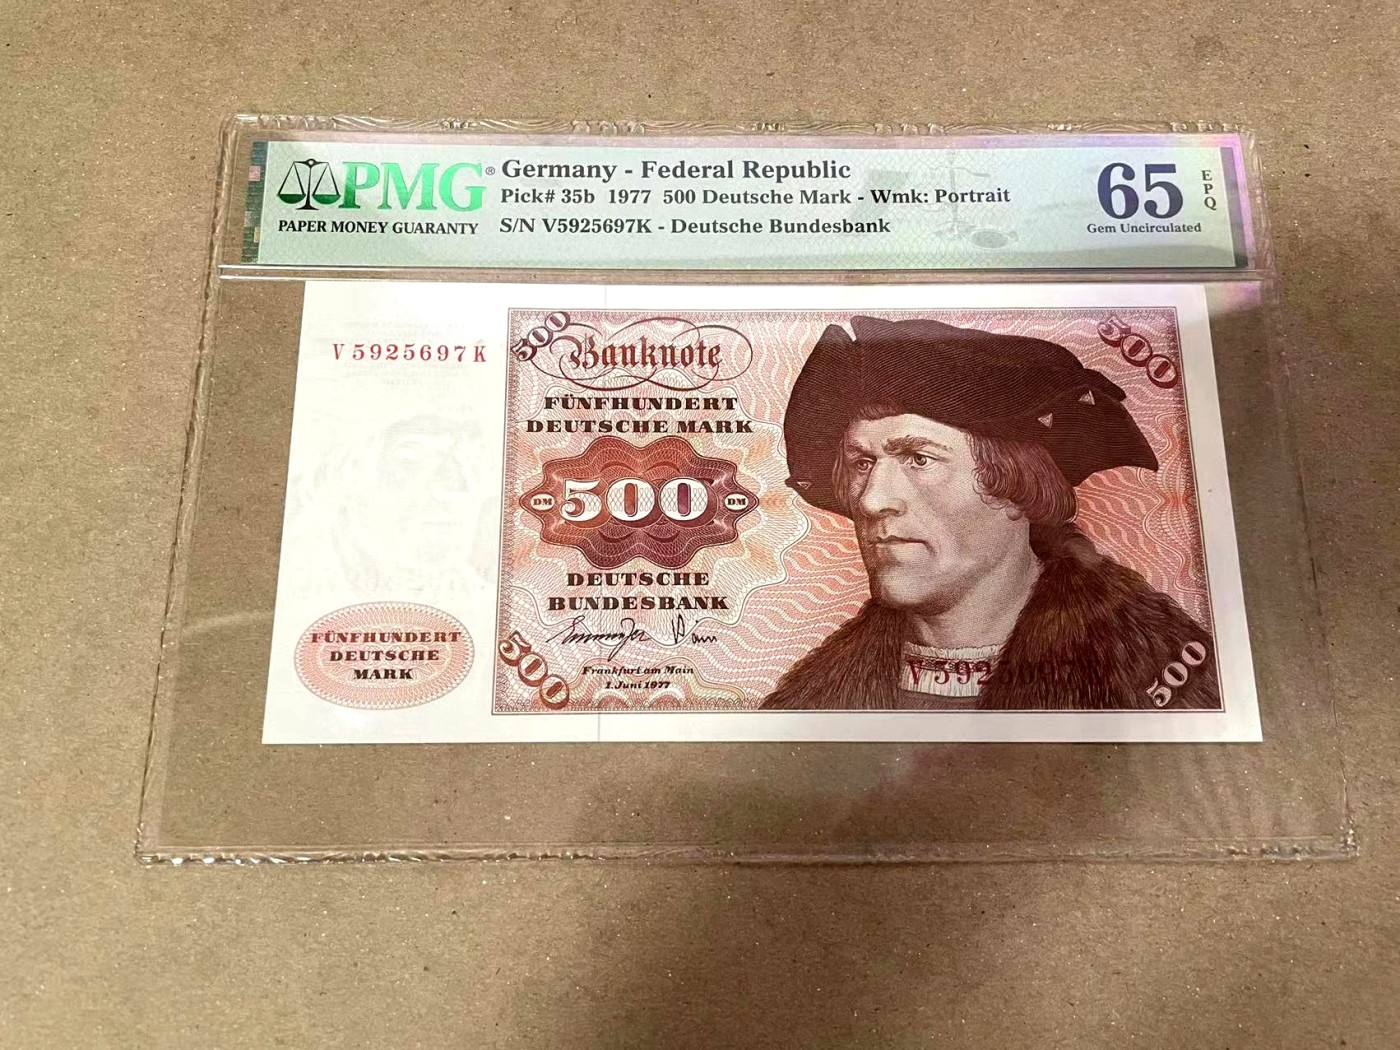 PMG®
PAPER MONEY GUARANTY
Germany - Federal Republic
Pick# 35b 1977 500 Deutsche Mark - Wmk: Portrait
S/N V5925697K - Deutsche Bundesbank
65
EPQ
Gem Uncirculated
V5925697K
500
Banknote
500
FÜNFHUNDERT
DEUTSCHE MARK
DM 500 DM
DEUTSCHE
BUNDESBANK
Frankfurt am Main
1. Juni 1977
FÜNFHUNDERT
DEUTSCHE
MARK
500
V5925697K
500